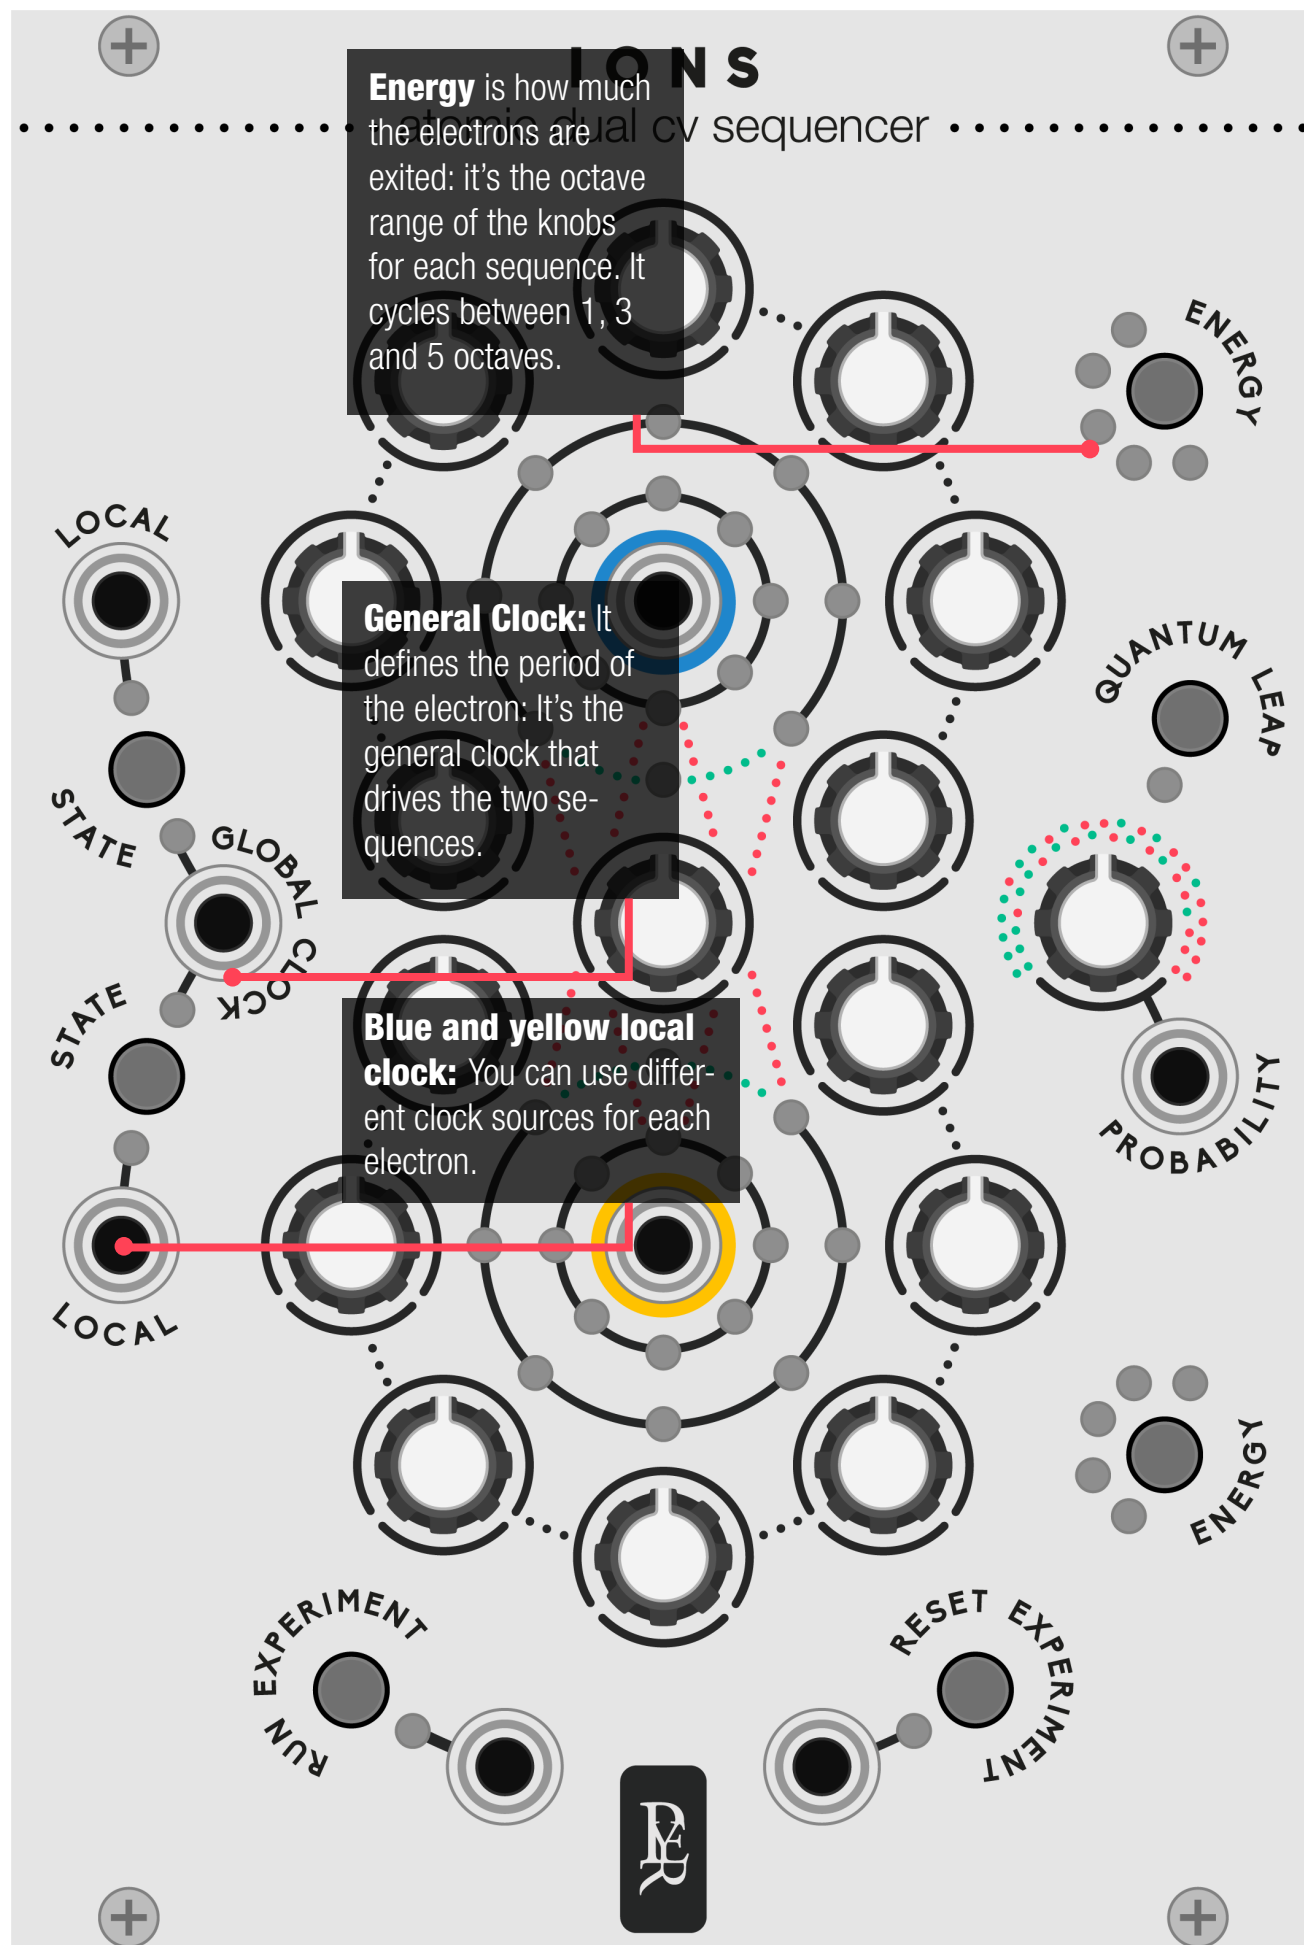 IONS
atomic dual cv sequencer
Energy is how much
the electrons are
exited: it's the octave
range of the knobs
for each sequence. It
cycles between 1, 3
and 5 octaves.
ENERGY
LOCAL
General Clock: It
defines the period of
the electron: It's the
general clock that
drives the two se-
quences.
QUANTUM LEAP
STATE
GLOBAL CLOCK
STATE
Blue and yellow local
clock: You can use differ-
ent clock sources for each
electron.
PROBABILITY
LOCAL
ENERGY
RUN EXPERIMENT
RESET EXPERIMENT